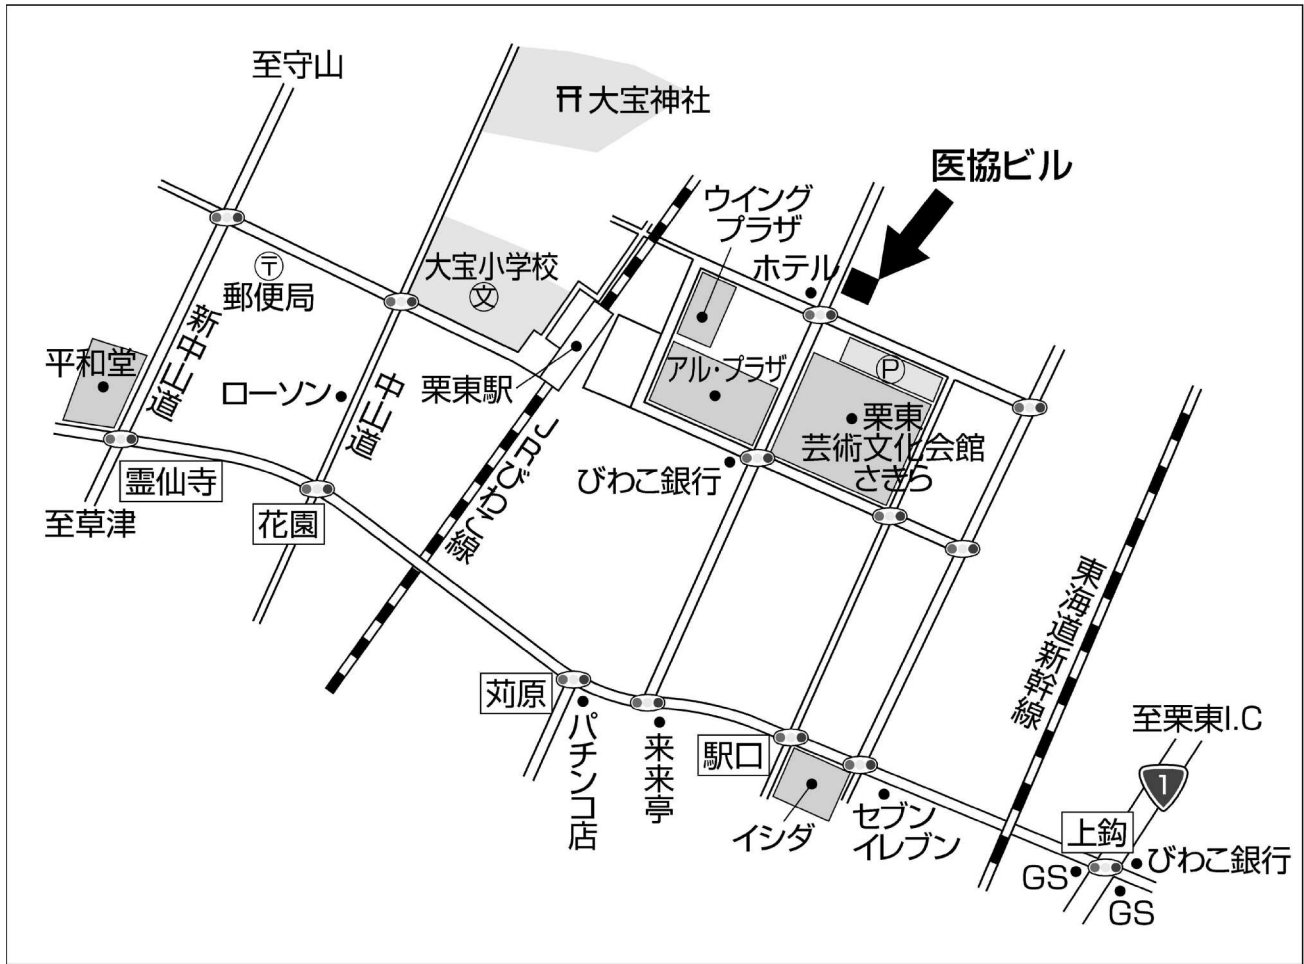 至守山
大宝神社
医協ビル
ウイング
プラザ
ホテル
〒
郵便局
大宝小学校
文
新中山道
平和堂
ローソン
中山道
栗東駅
アル・プラザ
P
栗東
芸術文化会館
さきら
JRびわこ線
びわこ銀行
霊仙寺
至草津
花園
東海道新幹線
苅原
パチンコ店
来来亭
駅口
イシダ
セブン
イレブン
至栗東I.C
1
上鈎
びわこ銀行
GS
GS